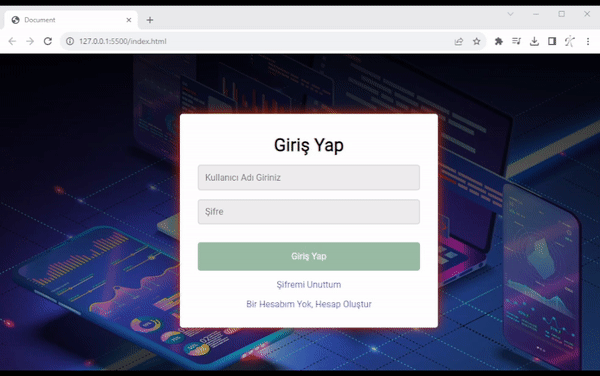 Document
127.0.0.1:5500/index.html
Giriş Yap
Kullanıcı Adı Giriniz
Şifre
Giriş Yap
Şifremi Unuttum
Bir Hesabım Yok, Hesap Oluştur